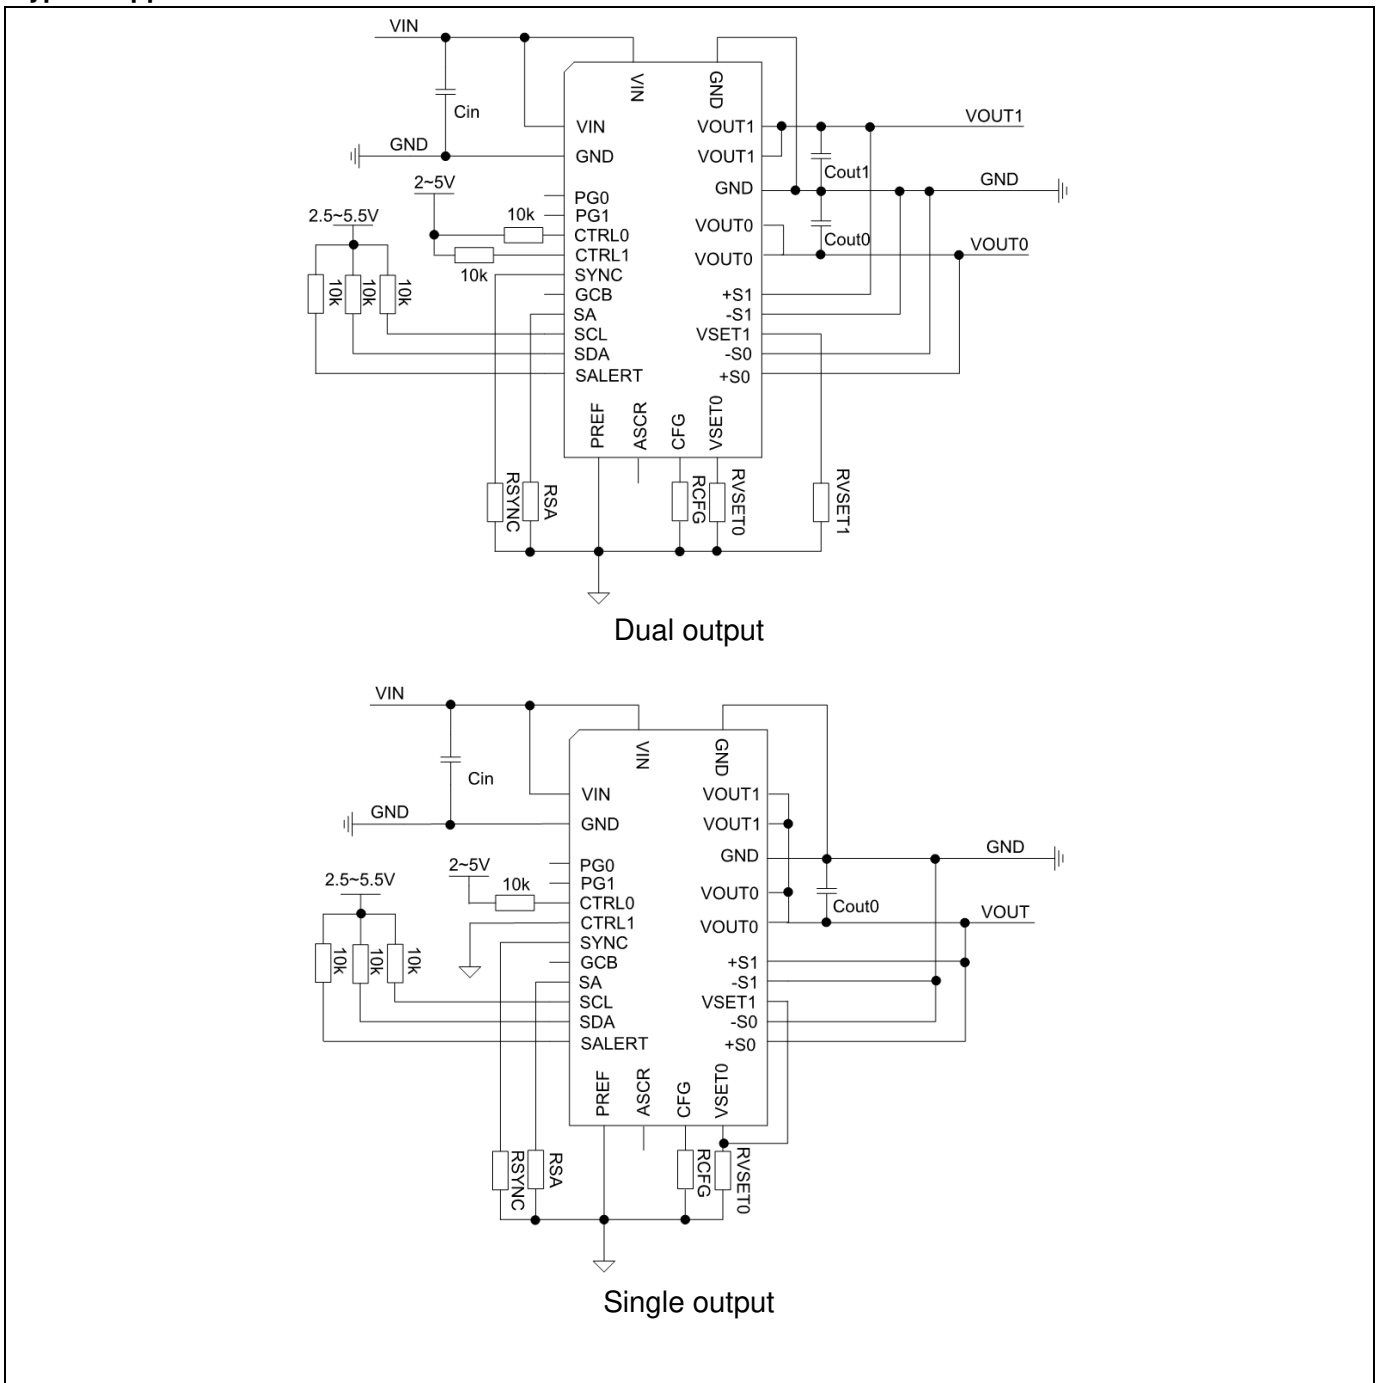 VIN
VIN
GND
Cin
VIN
VOUT1
VOUT1
GND
GND
VOUT1
Cout1
2~5V
PG0
GND
GND
2.5~5.5V
10k
PG1
CTRL0
VOUT0
Cout0
VOUT0
CTRL1
VOUT0
10k
SYNC
10k
10k
10k
GCB
+S1
SA
-S1
SCL
VSET1
SDA
-S0
SALERT
+S0
PREF
ASCR
CFG
VSET0
RSYNC
RSA
RCFG
RVSET0
RVSET1
Dual output
VIN
VIN
GND
Cin
VIN
VOUT1
GND
GND
VOUT1
GND
GND
2~5V
PG0
2.5~5.5V
10k
PG1
VOUT0
CTRL0
Cout0
VOUT
CTRL1
VOUT0
SYNC
10k
10k
10k
GCB
+S1
SA
-S1
SCL
VSET1
SDA
-S0
SALERT
+S0
PREF
ASCR
CFG
VSET0
RSYNC
RSA
RCFG
RVSET0
Single output